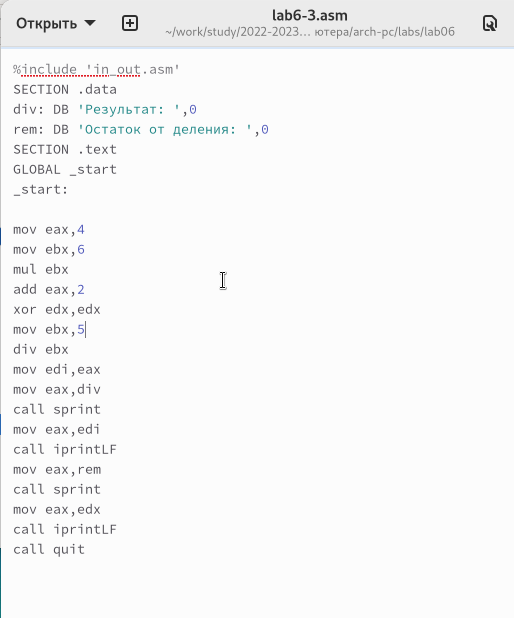 Открыть
lab6-3.asm
~/work/study/2022-2023... ютера/arch-pc/labs/lab06
%include 'in_out.asm'
SECTION .data
div: DB 'Результат: ',0
rem: DB 'Остаток от деления: ',0
SECTION .text
GLOBAL _start
_start:
mov eax,4
mov ebx,6
mul ebx
add eax,2
xor edx,edx
mov ebx,5
div ebx
mov edi,eax
mov eax,div
call sprint
mov eax,edi
call iprintLF
mov eax,rem
call sprint
mov eax,edx
call iprintLF
call quit